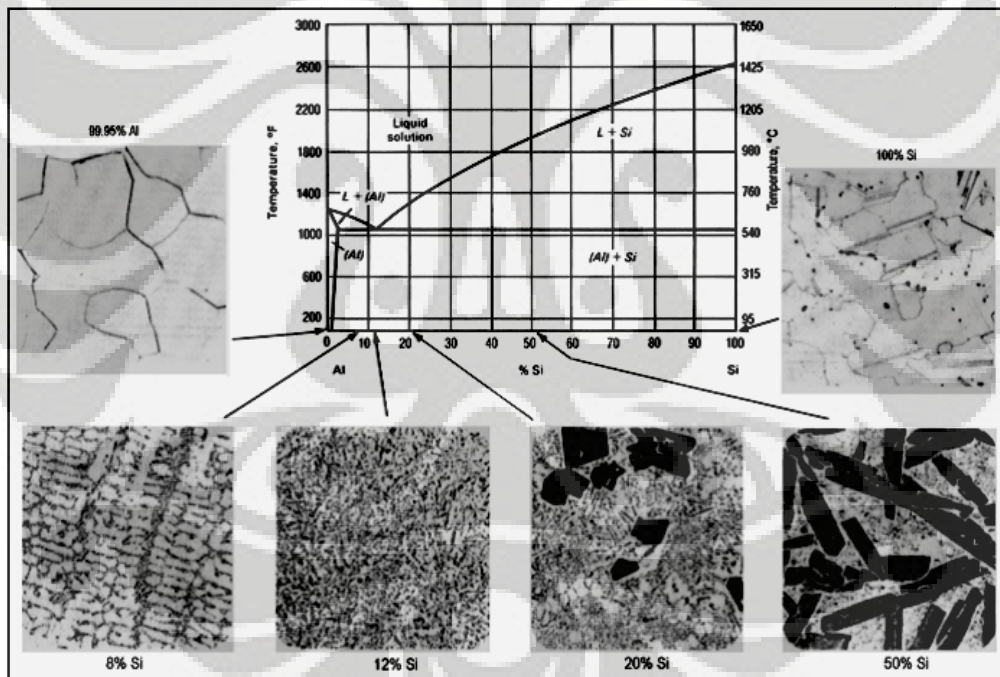 3000
2600
2200
1800
1400
1000
600
200
Temperature, °F
1650
1425
1205
980
760
540
315
95
Temperature, °C
Liquid
solution
L + Si
L + (Al)
(Al)
(Al) + Si
0 10 20 30 40 50 60 70 80 90 100
Al % Si Si
99.95% Al
100% Si
8% Si 12% Si 20% Si 50% Si